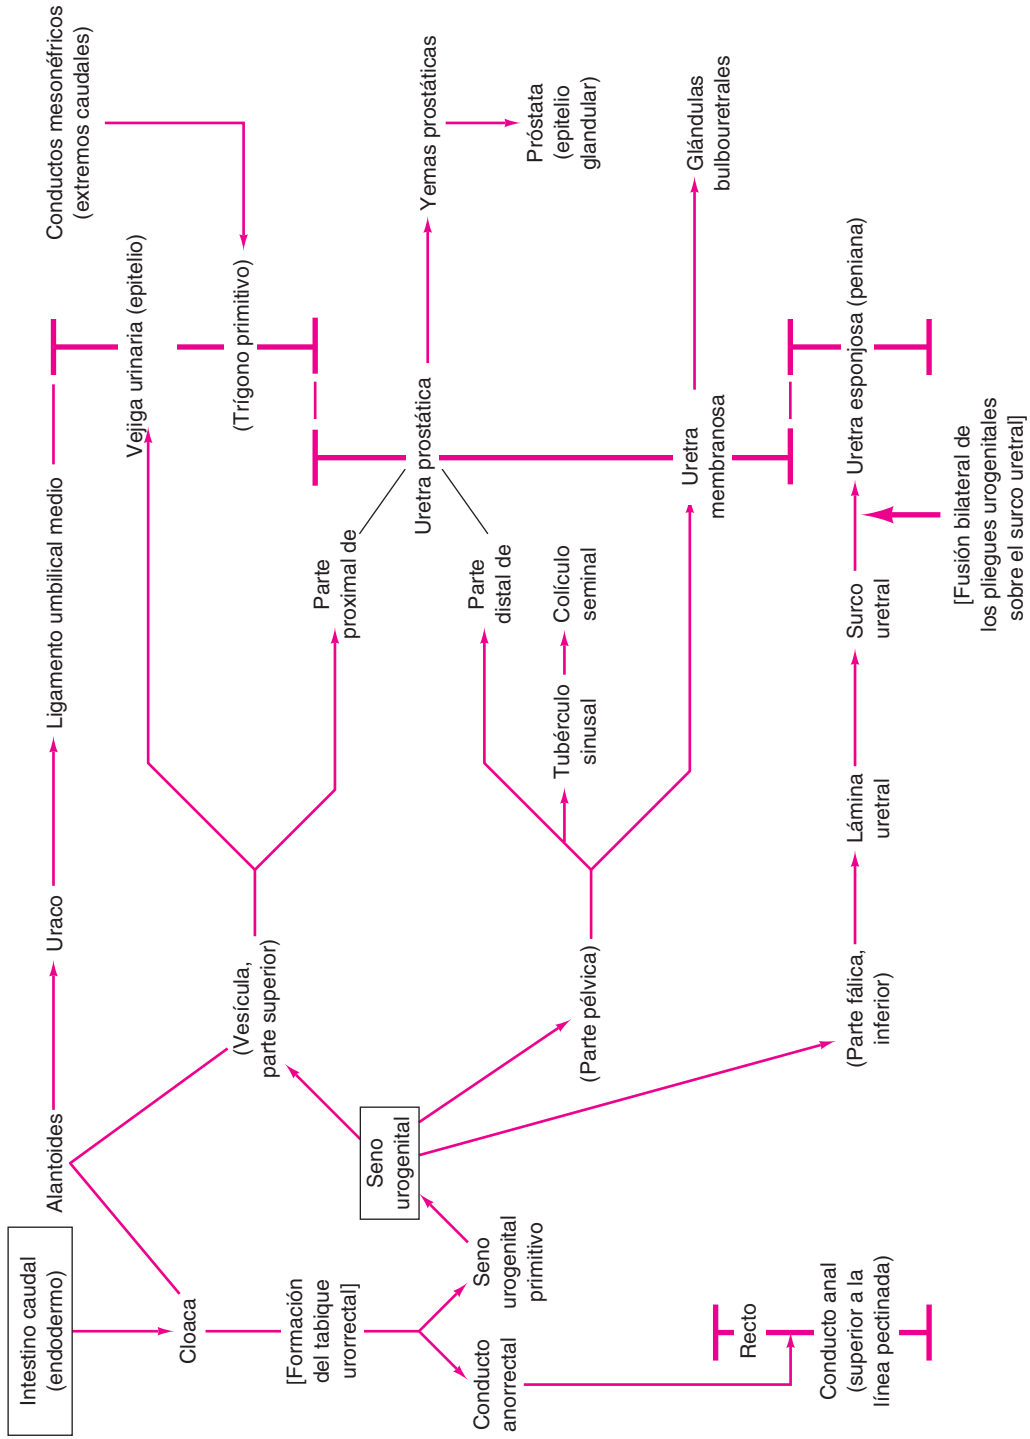 Intestino caudal
(endodermo)
Alantoides
Uraco
Ligamento umbilical medio
Conductos mesonéfricos
(extremos caudales)
Cloaca
Vejiga urinaria (epitelio)
(Vesícula,
parte superior)
(Trígono primitivo)
[Formación
del tabique
urorrectal]
Parte
proximal de
Seno
urogenital
Uretra prostática
Yemas prostáticas
Próstata
(epitelio
glandular)
Conducto
anorrectal
Seno
urogenital
primitivo
Parte
distal de
Tubérculo
sinusal
Colículo
seminal
(Parte pélvica)
Uretra
membranosa
Glándulas
bulbouretrales
Recto
Conducto anal
(superior a la
línea pectinada)
(Parte fálica,
inferior)
Lámina
uretral
Surco
uretral
Uretra esponjosa (peniana)
[Fusión bilateral de
los pliegues urogenitales
sobre el surco uretral]